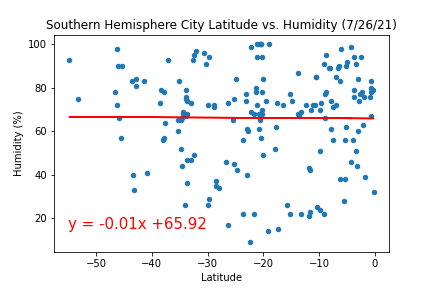 Southern Hemisphere City Latitude vs. Humidity (7/26/21)
100
80
60
40
20
Humidity (%)
y = -0.01x +65.92
−50
−40
−30
−20
−10
0
Latitude